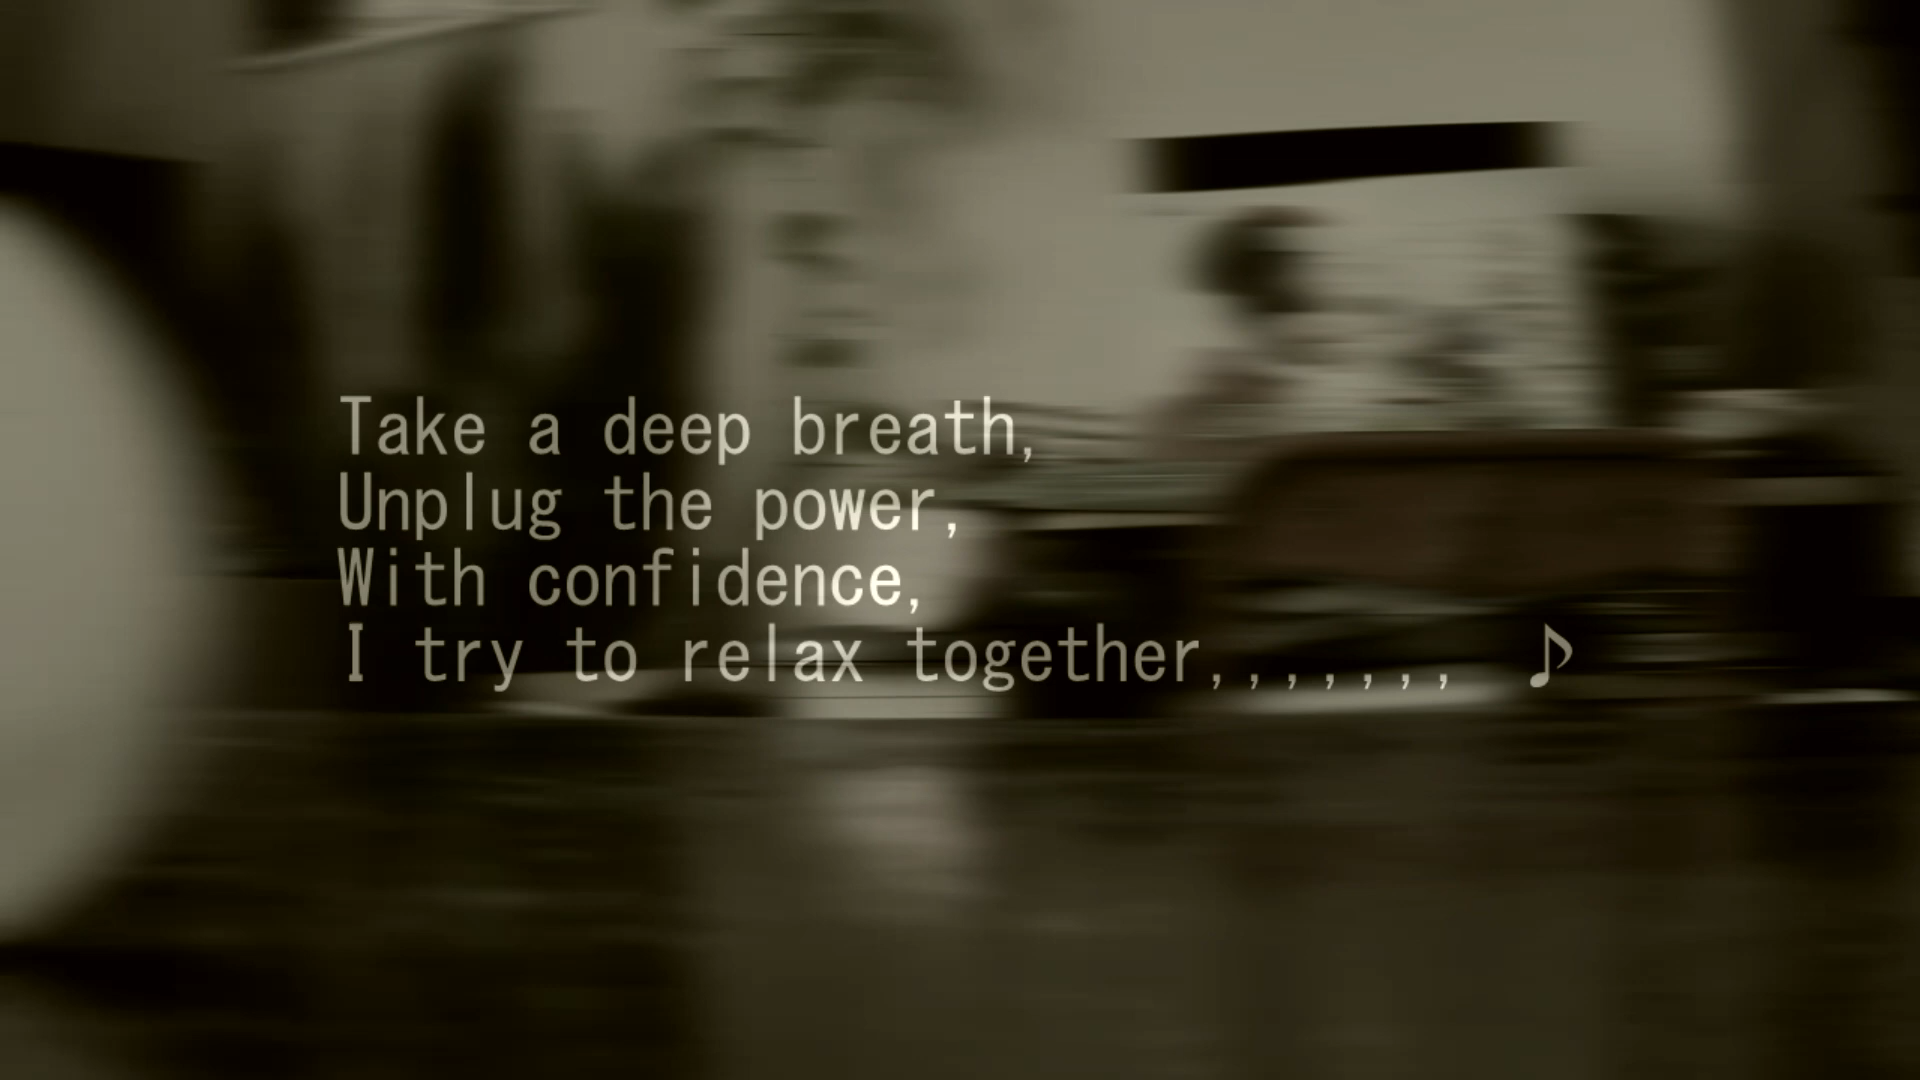 Take a deep breath,
Unplug the power,
With confidence,
I try to relax together,,,,,,, ♪